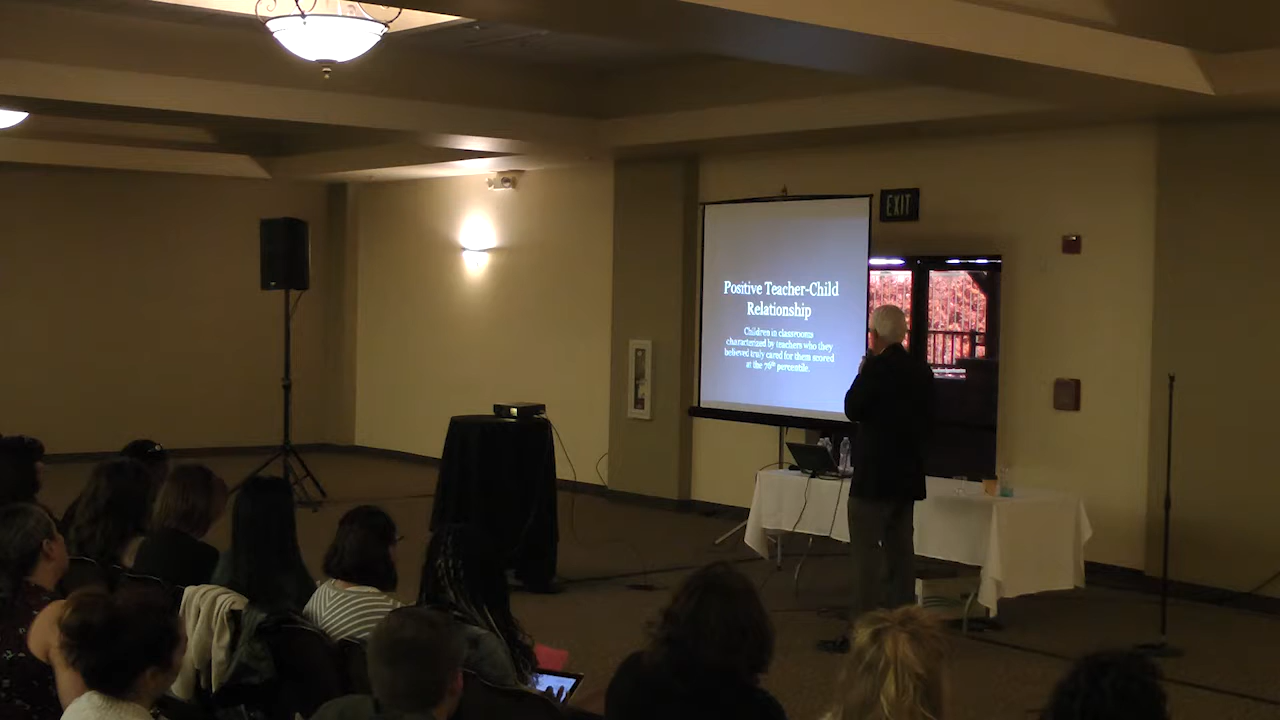 EXIT
Positive Teacher-Child
Relationship
Children in classrooms
characterized by teachers who they
believed truly cared for them scored
at the 76th percentile.